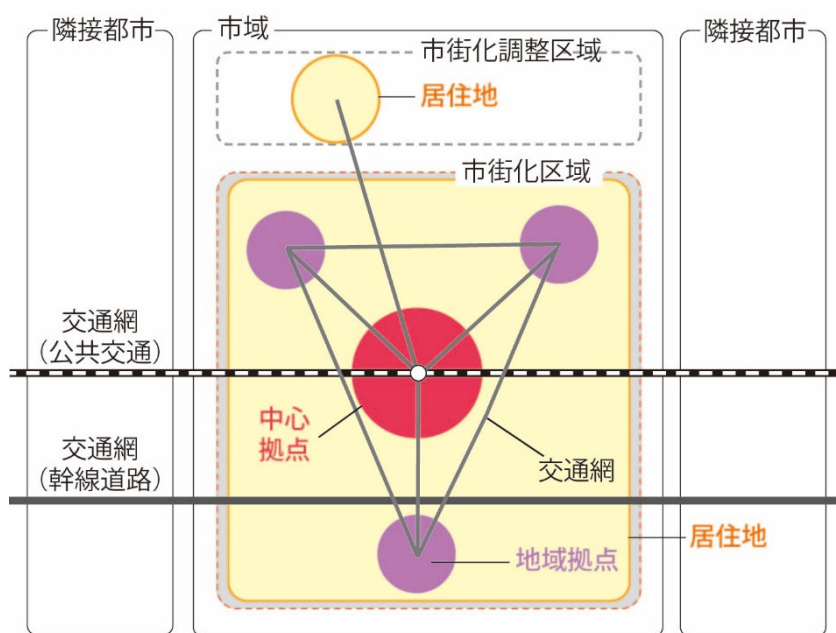 隣接都市
市域
隣接都市
市街化調整区域
居住地
市街化区域
交通網
（公共交通）
中心
拠点
交通網
（幹線道路）
交通網
居住地
地域拠点